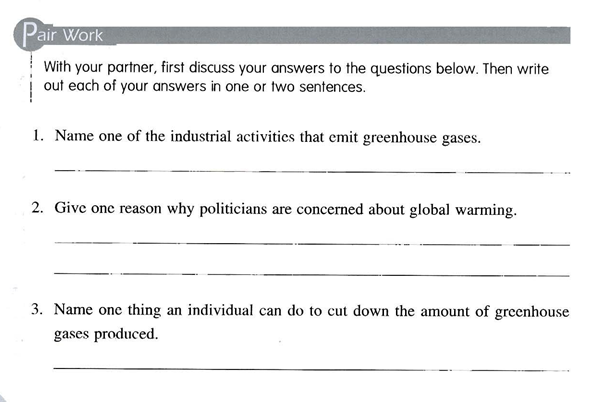 Pair Work
With your partner, first discuss your answers to the questions below. Then write
out each of your answers in one or two sentences.
1. Name one of the industrial activities that emit greenhouse gases.
2. Give one reason why politicians are concerned about global warming.
3. Name one thing an individual can do to cut down the amount of greenhouse
gases produced.